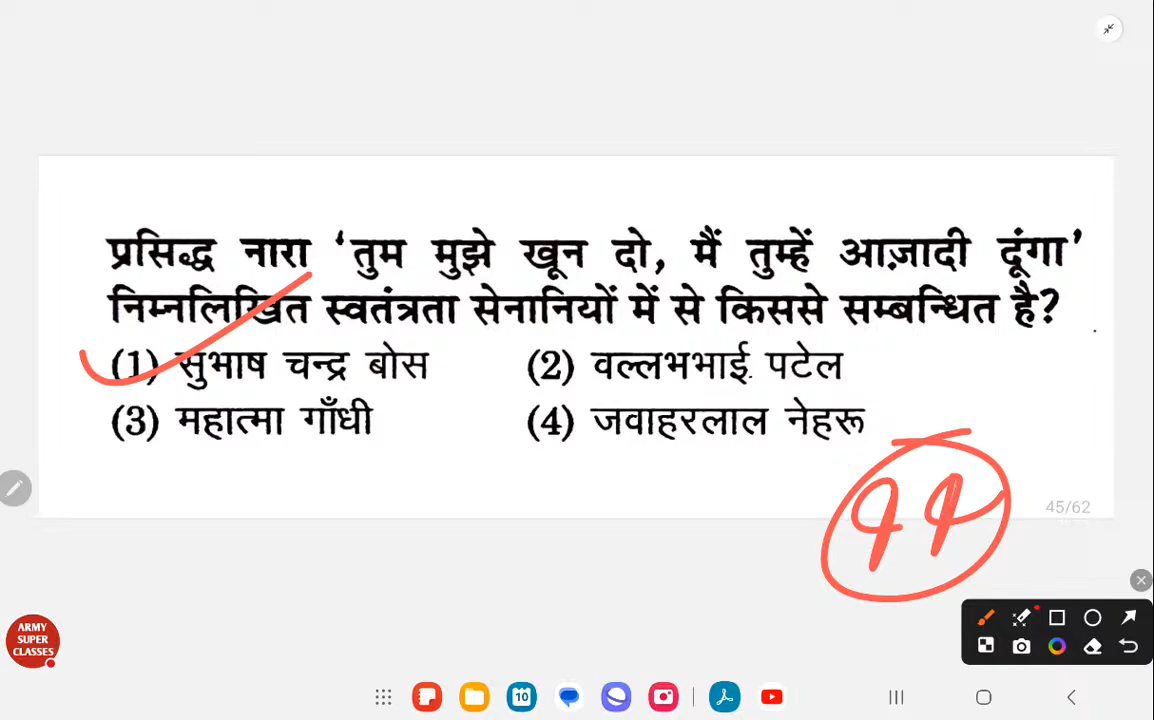 प्रसिद्ध नारा ‘तुम मुझे खून दो, मैं तुम्हें आज़ादी दूंगा’
निम्नलिखित स्वतंत्रता सेनानियों में से किससे सम्बन्धित है?
(1) सुभाष चन्द्र बोस (2) वल्लभभाई पटेल
(3) महात्मा गाँधी (4) जवाहरलाल नेहरू
45/62
ARMY
SUPER
CLASSES
10